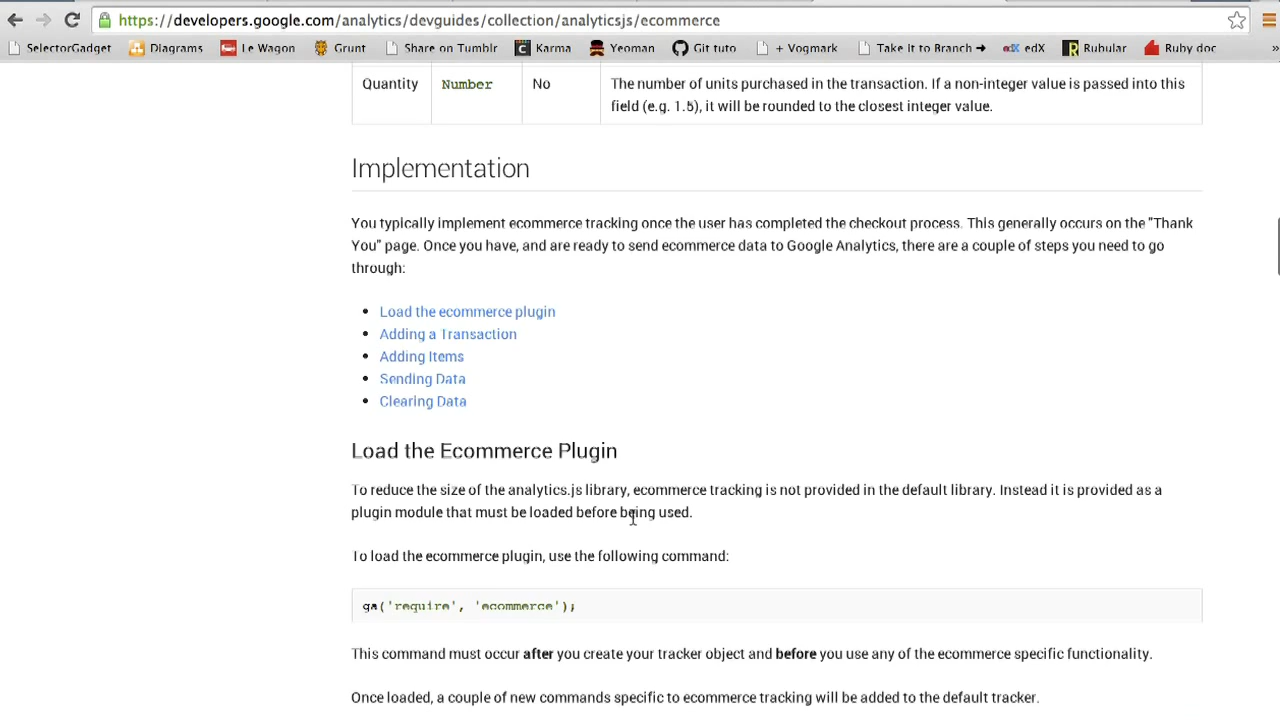 https://developers.google.com/analytics/devguides/collection/analyticsjs/ecommerce
SelectorGadget Diagrams Le Wagon Grunt Share on Tumblr Karma Yeoman Git tuto + Vogmark Take It to Branch → edX edX Rubular Ruby doc »
Quantity Number No The number of units purchased in the transaction. If a non-integer value is passed into this
field (e.g. 1.5), it will be rounded to the closest integer value.
Implementation
You typically implement ecommerce tracking once the user has completed the checkout process. This generally occurs on the "Thank
You" page. Once you have, and are ready to send ecommerce data to Google Analytics, there are a couple of steps you need to go
through:
• Load the ecommerce plugin
• Adding a Transaction
• Adding Items
• Sending Data
• Clearing Data
Load the Ecommerce Plugin
To reduce the size of the analytics.js library, ecommerce tracking is not provided in the default library. Instead it is provided as a
plugin module that must be loaded before being used.
To load the ecommerce plugin, use the following command:
ga('require', 'ecommerce');
This command must occur after you create your tracker object and before you use any of the ecommerce specific functionality.
Once loaded, a couple of new commands specific to ecommerce tracking will be added to the default tracker.